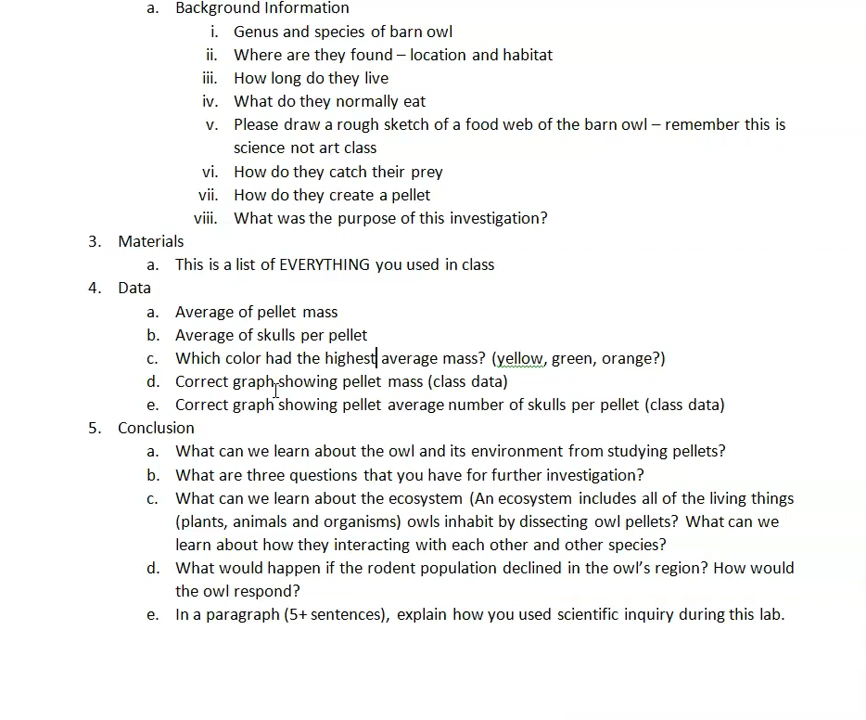 a. Background Information
i. Genus and species of barn owl
ii. Where are they found – location and habitat
iii. How long do they live
iv. What do they normally eat
v. Please draw a rough sketch of a food web of the barn owl – remember this is
science not art class
vi. How do they catch their prey
vii. How do they create a pellet
viii. What was the purpose of this investigation?
3. Materials
a. This is a list of EVERYTHING you used in class
4. Data
a. Average of pellet mass
b. Average of skulls per pellet
c. Which color had the highest average mass? (yellow, green, orange?)
d. Correct graph showing pellet mass (class data)
e. Correct graph showing pellet average number of skulls per pellet (class data)
5. Conclusion
a. What can we learn about the owl and its environment from studying pellets?
b. What are three questions that you have for further investigation?
c. What can we learn about the ecosystem (An ecosystem includes all of the living things
(plants, animals and organisms) owls inhabit by dissecting owl pellets? What can we
learn about how they interacting with each other and other species?
d. What would happen if the rodent population declined in the owl's region? How would
the owl respond?
e. In a paragraph (5+ sentences), explain how you used scientific inquiry during this lab.